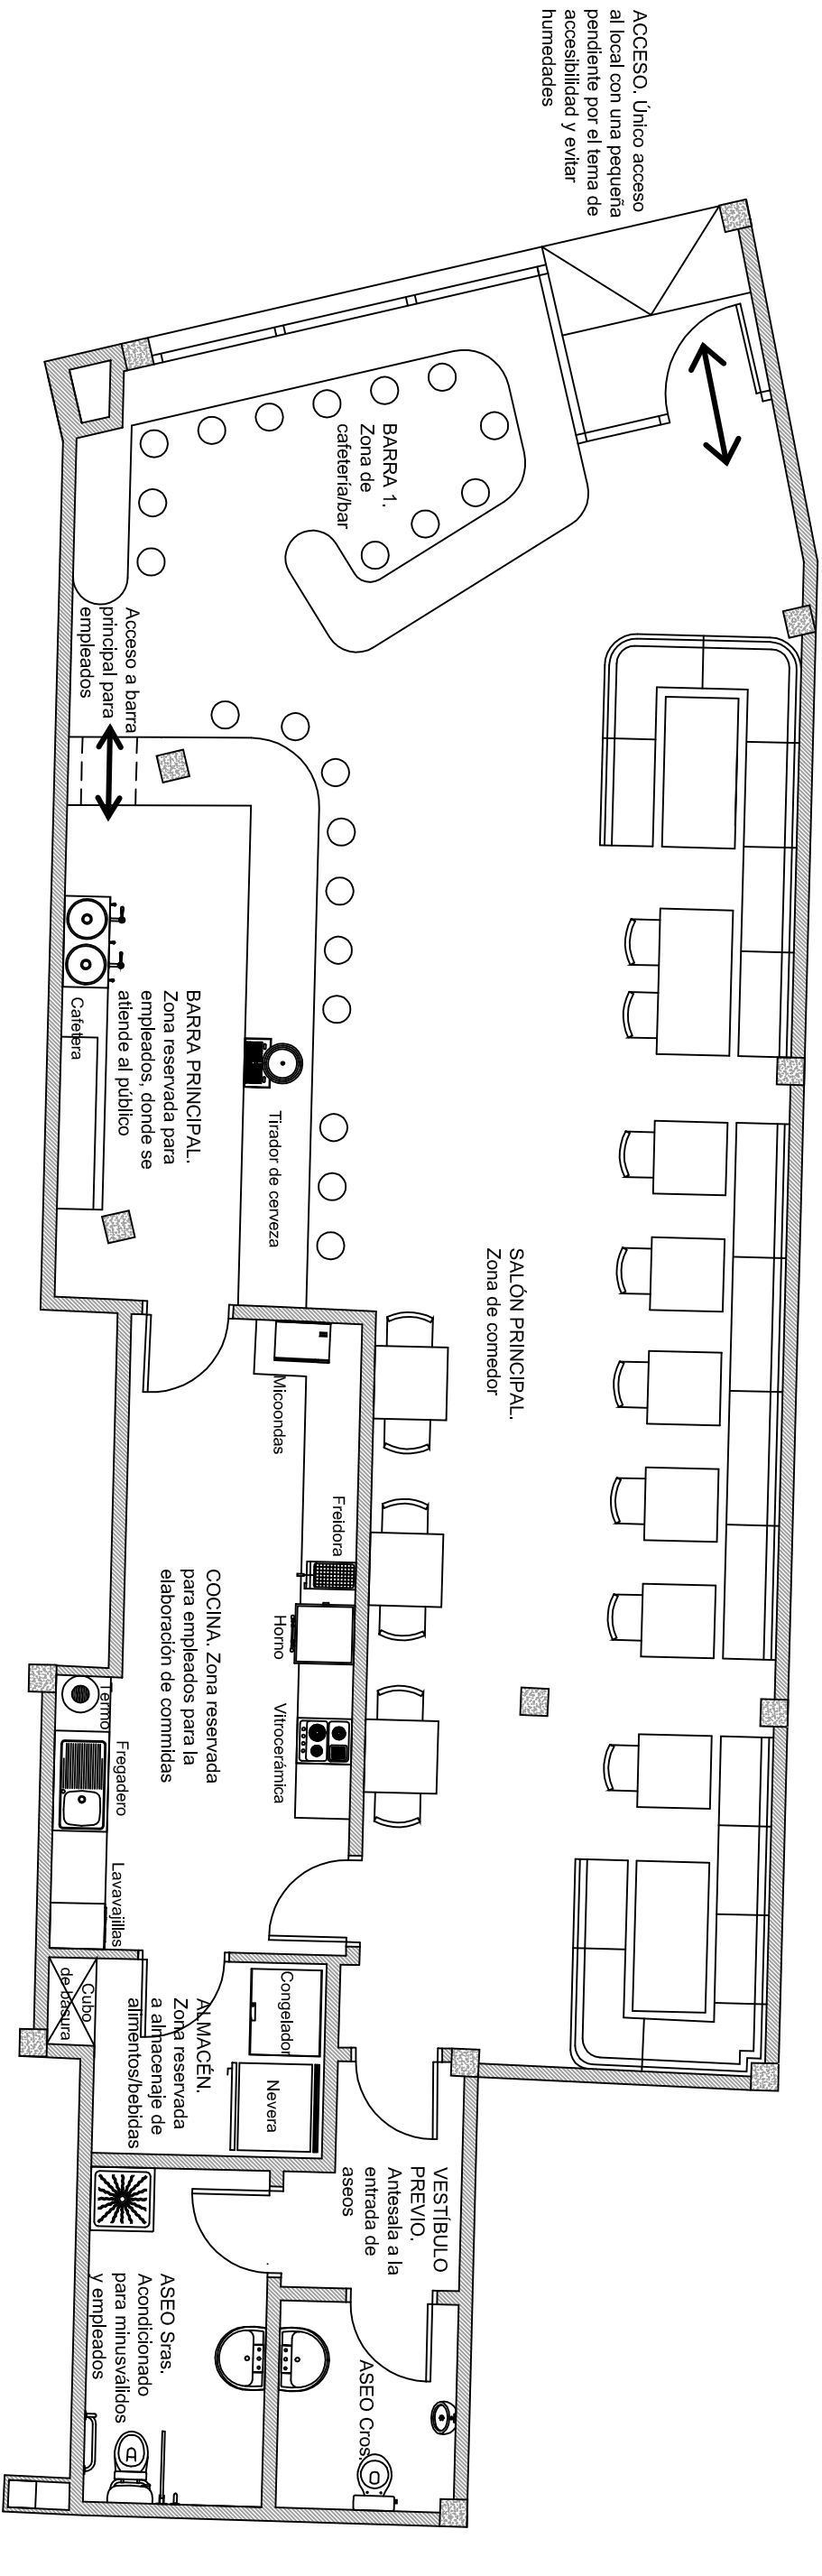 ACCESO. Único acceso
al local con una pequeña
pendiente por el tema de
accesibilidad y evitar
humedades
BARRA 1.
Zona de
cafetería/bar
Acceso a barra
principal para
empleados
Cafetera
BARRA PRINCIPAL.
Zona reservada para
empleados, donde se
atiende al público
Tirador de cerveza
SALÓN PRINCIPAL.
Zona de comedor
Micoondas
Freidora
Horno
Vitrocerámica
COCINA. Zona reservada
para empleados para la
elaboración de commidas
Termo
Fregadero
Lavavajillas
Cubo
de basura
ALMACÉN.
Zona reservada
a almacenaje de
alimentos/bebidas
Congelador
Nevera
VESTÍBULO
PREVIO.
Antesala a la
entrada de
aseos
ASEO Sras.
Acondicionado
para minusválidos
y empleados
ASEO Cros.